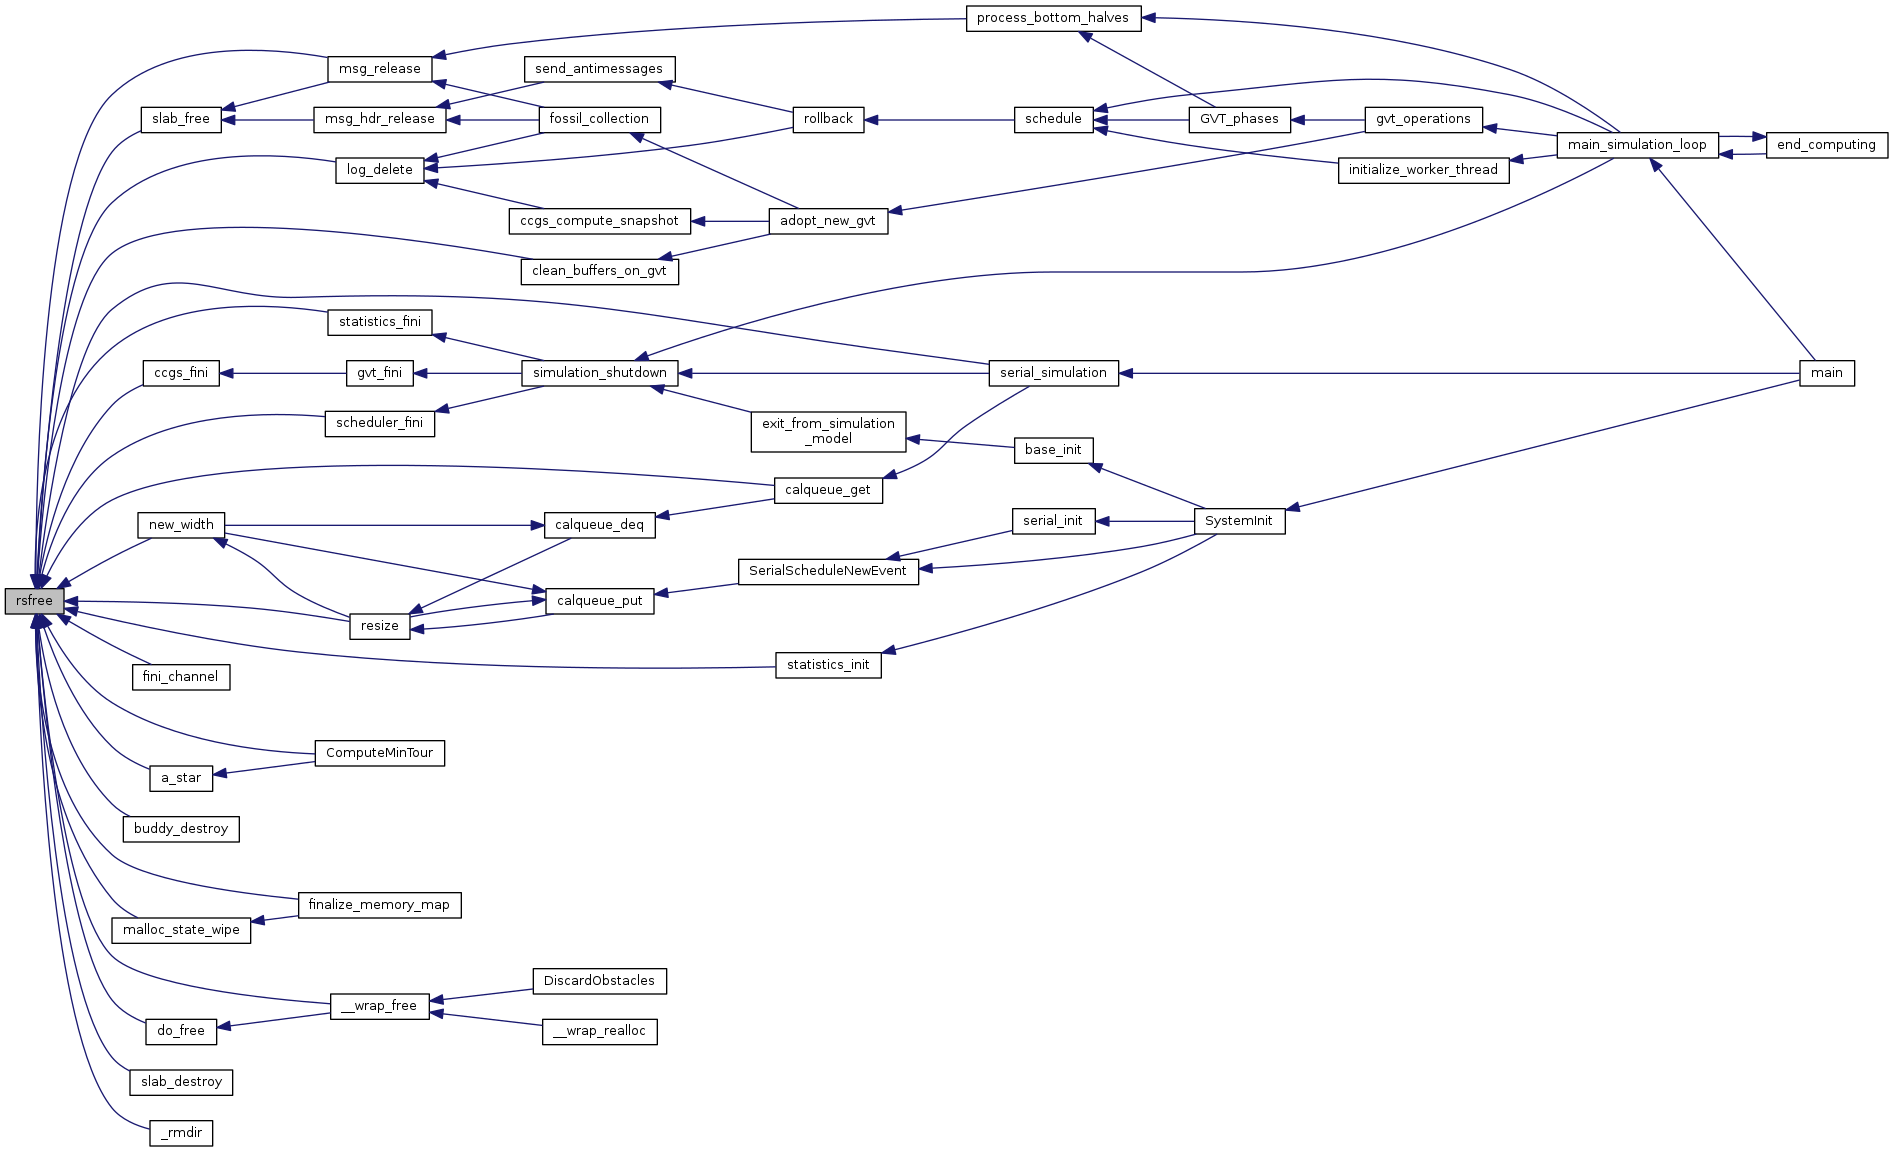 process_bottom_halves
msg_release
send_antimessages
slab_free
msg_hdr_release
fossil_collection
rollback
schedule
GVT_phases
gvt_operations
main_simulation_loop
end_computing
log_delete
initialize_worker_thread
ccgs_compute_snapshot
adopt_new_gvt
clean_buffers_on_gvt
statistics_fini
ccgs_fini
gvt_fini
simulation_shutdown
serial_simulation
main
scheduler_fini
exit_from_simulation
_model
base_init
calqueue_get
new_width
calqueue_deq
serial_init
SystemInit
SerialScheduleNewEvent
rsfree
calqueue_put
resize
statistics_init
fini_channel
ComputeMinTour
a_star
buddy_destroy
finalize_memory_map
malloc_state_wipe
DiscardObstacles
__wrap_free
do_free
__wrap_realloc
slab_destroy
_rmdir